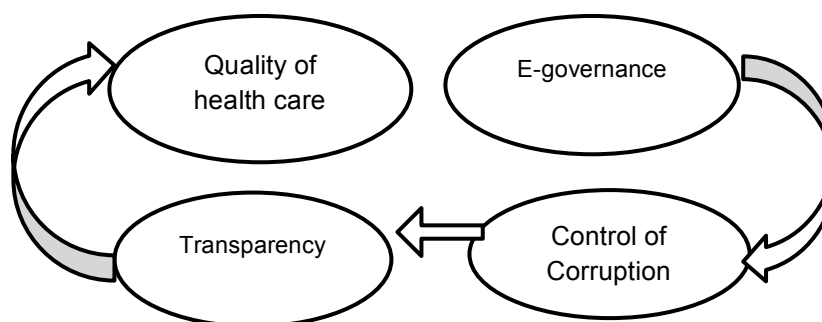 Quality of
health care
E-governance
Transparency
Control of
Corruption